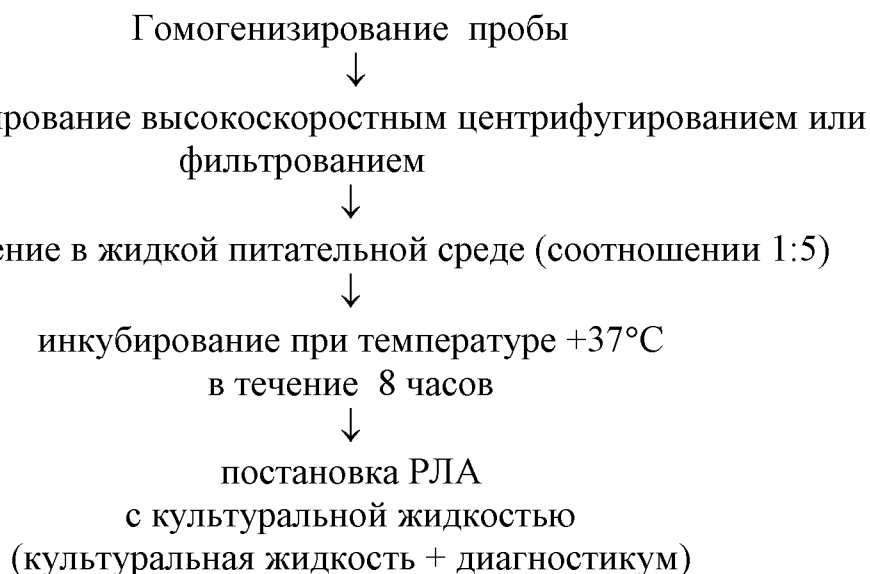 Гомогенизирование пробы
↓
ирование высокоскоростным центрифугированием или
фильтрованием
↓
ение в жидкой питательной среде (соотношении 1:5)
↓
инкубирование при температуре +37°С
в течение 8 часов
↓
постановка РЛА
с культуральной жидкостью
(культуральная жидкость + диагностикум)